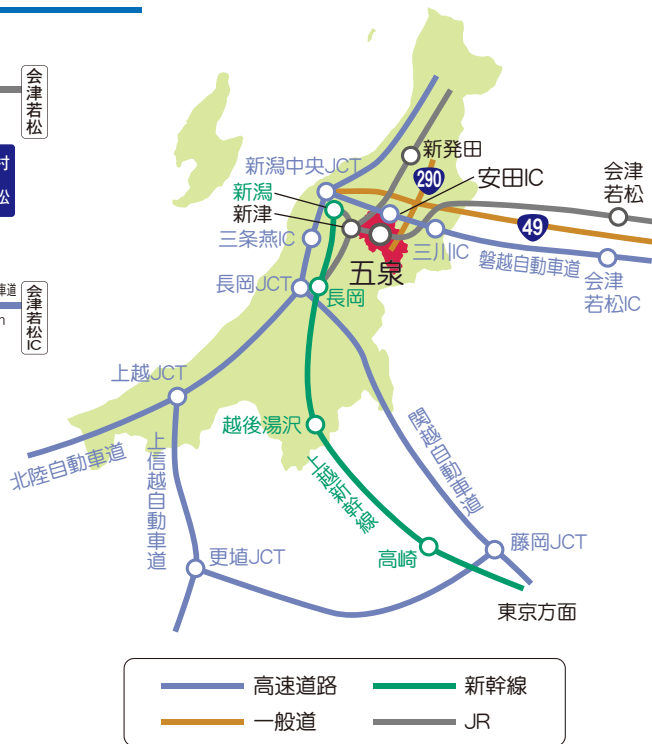 会津若松
村
松
車道
n
会津若松IC
新発田
新潟中央JCT
290
安田IC
会津
若松
新潟
新津
49
三条燕IC
三川IC
磐越自動車道
五泉
会津
若松IC
長岡JCT
長岡
上越JCT
越後湯沢
関越自動車道
北陸自動車道
上信越自動車道
上越新幹線
更埴JCT
高崎
藤岡JCT
東京方面
高速道路
新幹線
一般道
JR